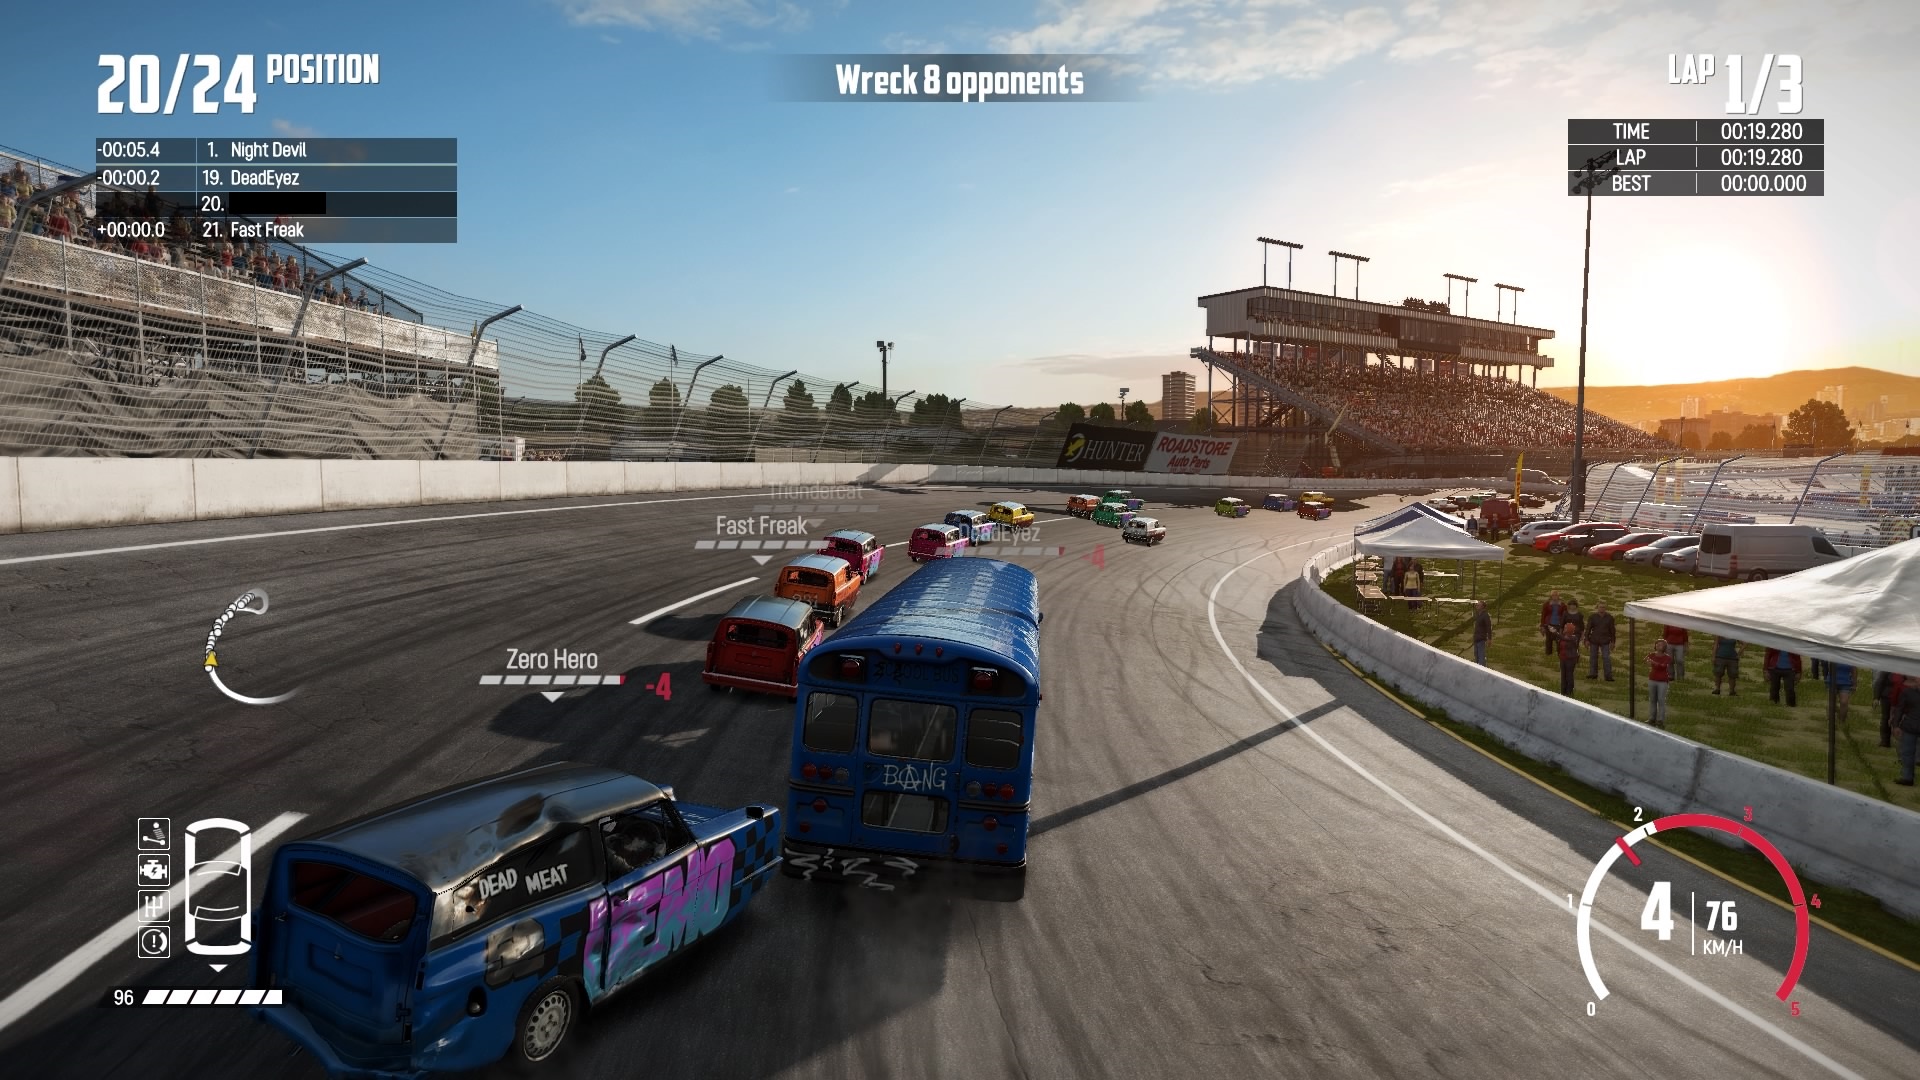 20/24 POSITION
Wreck 8 opponents
LAP 1/3
-00:05.4 1. Night Devil
-00:00.2 19. DeadEyez
20.
+00:00.0 21. Fast Freak
TIME 00:19.280
LAP 00:19.280
BEST 00:00.000
HUNTER
ROADSTORE
Auto Parts
Thundercat
Fast Freak
DeadEyez
-4
Zero Hero
-4
BANG
DEAD MEAT
96
0
1
2
3
4
5
4
76
KM/H